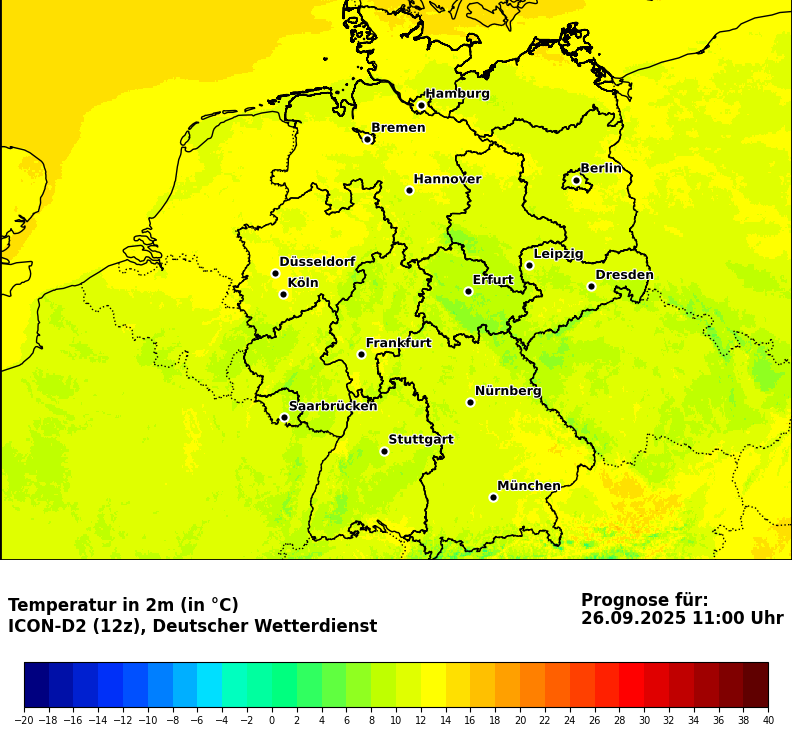 Hamburg
Bremen
Berlin
Hannover
Leipzig
Düsseldorf
Dresden
Köln
Erfurt
Frankfurt
Nürnberg
Saarbrücken
Stuttgart
München
Temperatur in 2m (in °C)
ICON-D2 (12z), Deutscher Wetterdienst
Prognose für:
26.09.2025 11:00 Uhr
−20 −18 −16 −14 −12 −10 −8 −6 −4 −2 0 2 4 6 8 10 12 14 16 18 20 22 24 26 28 30 32 34 36 38 40